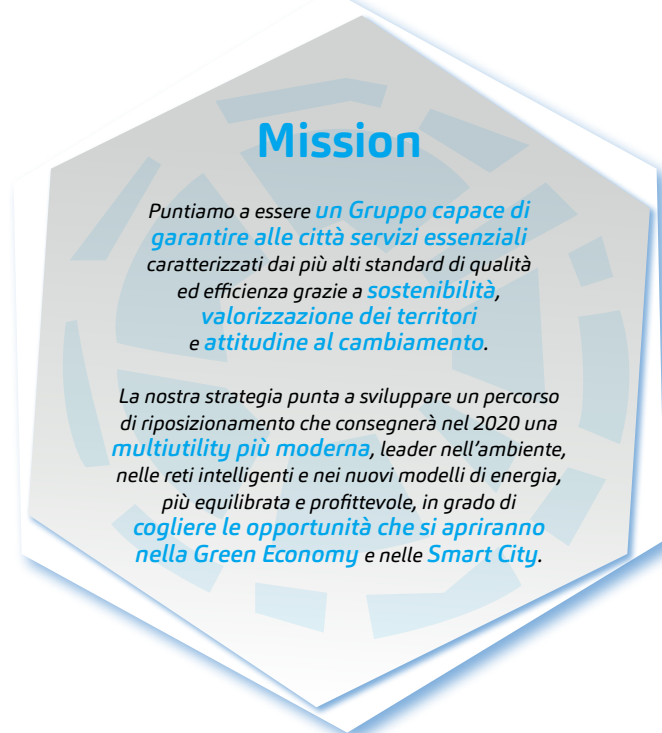 Mission
Puntiamo a essere un Gruppo capace di
garantire alle città servizi essenziali
caratterizzati dai più alti standard di qualità
ed efficienza grazie a sostenibilità,
valorizzazione dei territori
e attitudine al cambiamento.
La nostra strategia punta a sviluppare un percorso
di riposizionamento che consegnerà nel 2020 una
multiutility più moderna, leader nell’ambiente,
nelle reti intelligenti e nei nuovi modelli di energia,
più equilibrata e profittevole, in grado di
cogliere le opportunità che si apriranno
nella Green Economy e nelle Smart City.